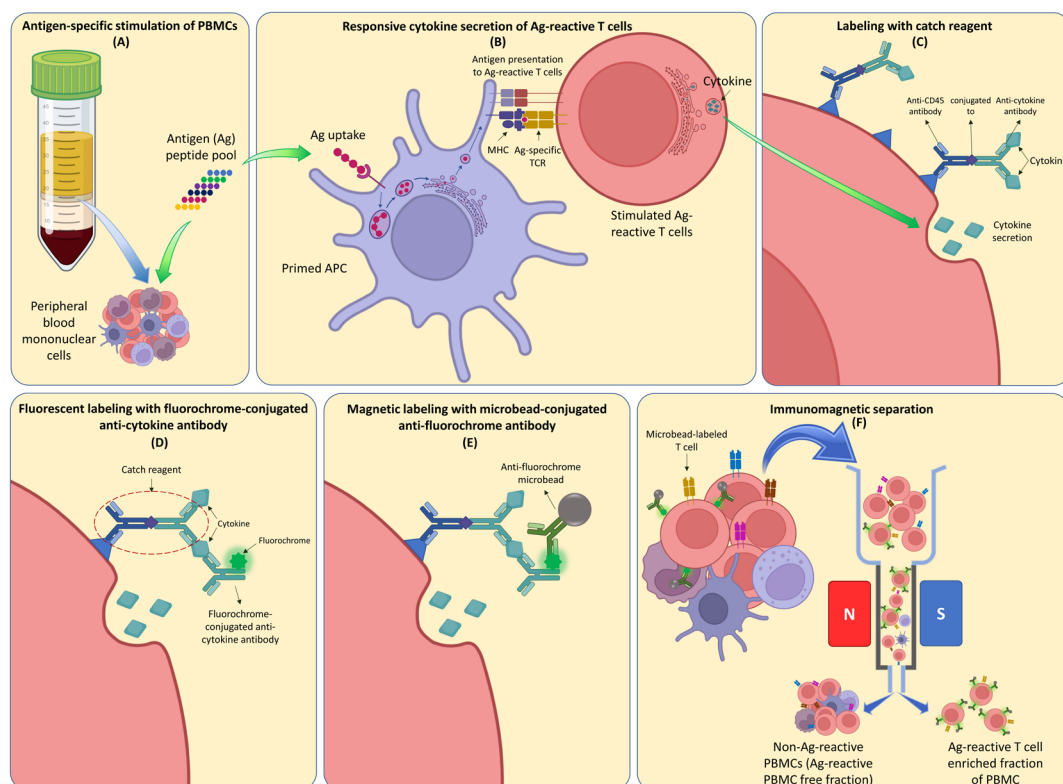 Antigen-specific stimulation of PBMCs
(A)
Antigen (Ag)
peptide pool
Peripheral
blood
mononuclear
cells
Responsive cytokine secretion of Ag-reactive T cells
(B)
Antigen presentation
to Ag-reactive T cells
Cytokine
Ag uptake
MHC
Ag-specific
TCR
Stimulated Ag-
reactive T cells
Primed APC
Labeling with catch reagent
(C)
Anti-CD45
antibody
conjugated
to
Anti-cytokine
antibody
Cytokine
Cytokine
secretion
Fluorescent labeling with fluorochrome-conjugated
anti-cytokine antibody
(D)
Catch reagent
Cytokine
Fluorochrome
Fluorochrome-
conjugated anti-
cytokine antibody
Magnetic labeling with microbead-conjugated
anti-fluorochrome antibody
(E)
Anti-fluorochrome
microbead
Immunomagnetic separation
(F)
Microbead-labeled
T cell
N
S
Non-Ag-reactive
PBMCs (Ag-reactive
PBMC free fraction)
Ag-reactive T cell
enriched fraction
of PBMC